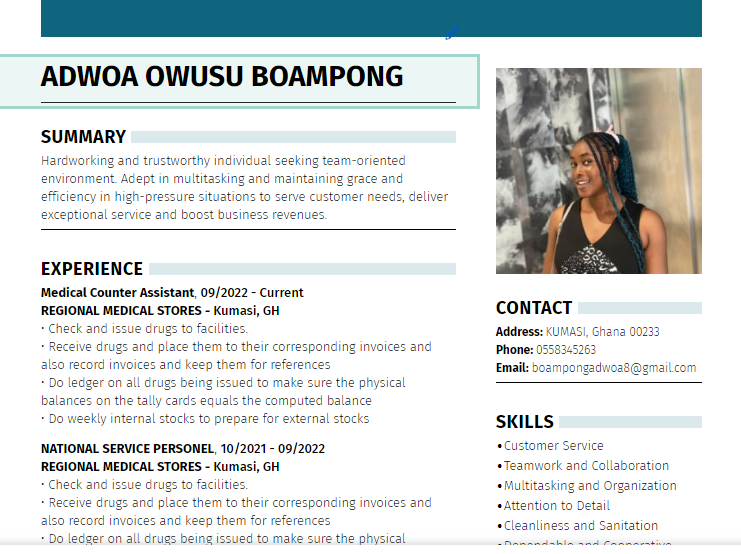 ADWOA OWUSU BOAMPONG
SUMMARY
Hardworking and trustworthy individual seeking team-oriented
environment. Adept in multitasking and maintaining grace and
efficiency in high-pressure situations to serve customer needs, deliver
exceptional service and boost business revenues.
EXPERIENCE
Medical Counter Assistant, 09/2022 - Current
REGIONAL MEDICAL STORES - Kumasi, GH
· Check and issue drugs to facilities.
· Receive drugs and place them to their corresponding invoices and
also record invoices and keep them for references
· Do ledger on all drugs being issued to make sure the physical
balances on the tally cards equals the computed balance
· Do weekly internal stocks to prepare for external stocks
NATIONAL SERVICE PERSONEL, 10/2021 - 09/2022
REGIONAL MEDICAL STORES - Kumasi, GH
· Check and issue drugs to facilities.
· Receive drugs and place them to their corresponding invoices and
also record invoices and keep them for references
· Do ledger on all drugs being issued to make sure the physical
CONTACT
Address: KUMASI, Ghana 00233
Phone: 0558345263
Email: boampongadwoa8@gmail.com
SKILLS
• Customer Service
• Teamwork and Collaboration
• Multitasking and Organization
• Attention to Detail
• Cleanliness and Sanitation
• Dependable and Cooperative